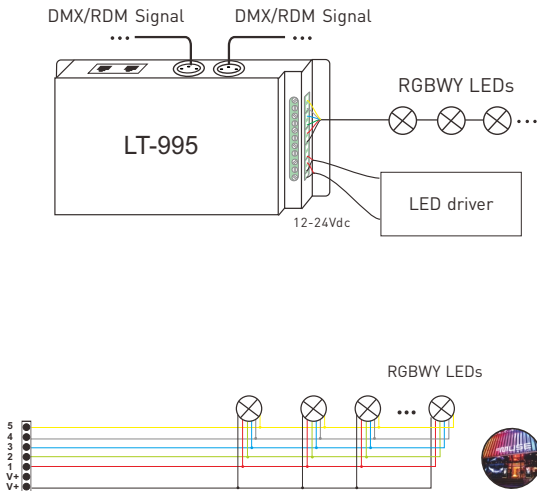 DMX/RDM Signal DMX/RDM Signal
LT-995
RGBWY LEDs
LED driver
12-24Vdc
RGBWY LEDs
5
4
3
2
1
V+
V+